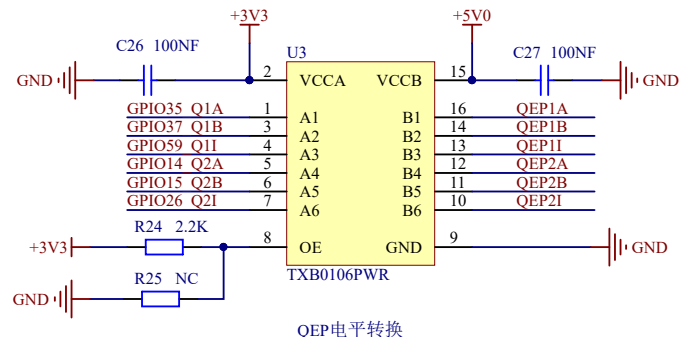 +3V3
+5V0
C26 100NF
U3
C27 100NF
GND
2
VCCA
VCCB
15
GND
GPIO35 Q1A
1
A1
B1
16
QEP1A
GPIO37 Q1B
3
A2
B2
14
QEP1B
GPIO59 Q1I
4
A3
B3
13
QEP1I
GPIO14 Q2A
5
A4
B4
12
QEP2A
GPIO15 Q2B
6
A5
B5
11
QEP2B
GPIO26 Q2I
7
A6
B6
10
QEP2I
R24 2.2K
+3V3
8
OE
GND
9
GND
R25 NC
TXB0106PWR
GND
QEP电平转换